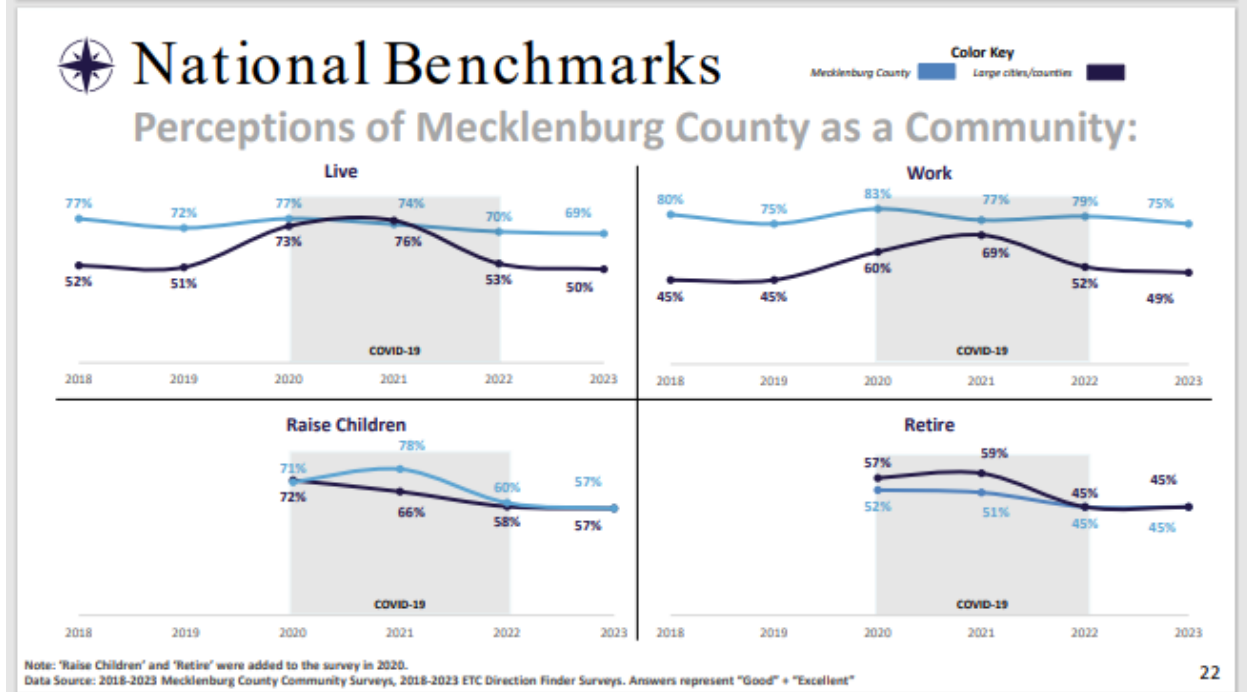 National Benchmarks
Color Key
Mecklenburg County
Large cities/counties
Perceptions of Mecklenburg County as a Community:
Live
77% 72% 77% 74% 70% 69%
52% 51% 73% 76% 53% 50%
COVID-19
2018 2019 2020 2021 2022 2023
Work
80% 75% 83% 77% 79% 75%
45% 45% 60% 69% 52% 49%
COVID-19
2018 2019 2020 2021 2022 2023
Raise Children
71% 78% 60% 57%
72% 66% 58% 57%
COVID-19
2018 2019 2020 2021 2022 2023
Retire
57% 59% 45% 45%
52% 51% 45% 45%
COVID-19
2018 2019 2020 2021 2022 2023
Note: ‘Raise Children’ and ‘Retire’ were added to the survey in 2020.
Data Source: 2018-2023 Mecklenburg County Community Surveys, 2018-2023 ETC Direction Finder Surveys. Answers represent “Good” + “Excellent”
22